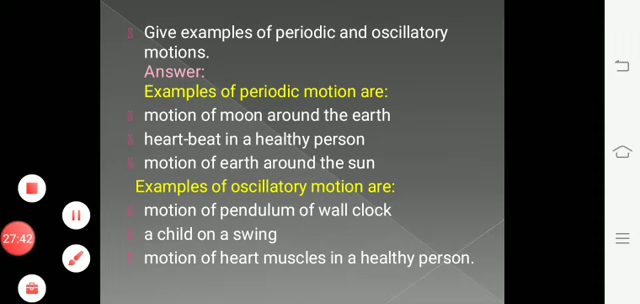 Give examples of periodic and oscillatory
motions.
Answer:
Examples of periodic motion are:
motion of moon around the earth
heart-beat in a healthy person
motion of earth around the sun
Examples of oscillatory motion are:
motion of pendulum of wall clock
a child on a swing
motion of heart muscles in a healthy person.
27:42